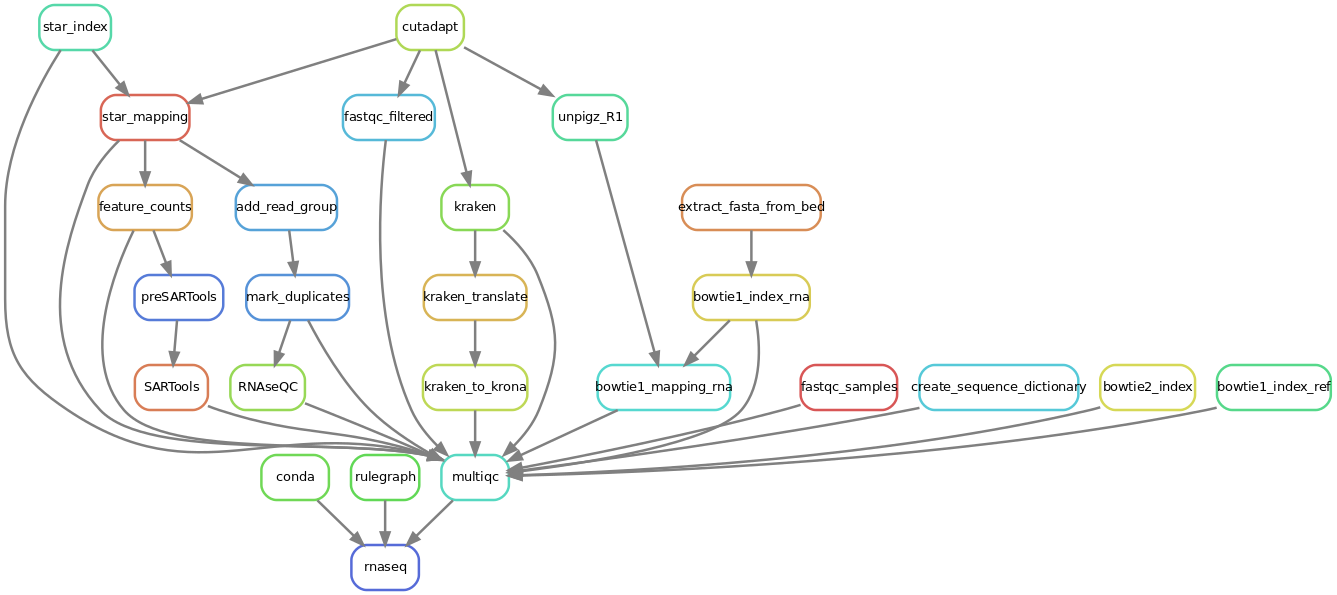 star_index
cutadapt
star_mapping
fastqc_filtered
unpigz_R1
feature_counts
add_read_group
kraken
extract_fasta_from_bed
preSARTools
mark_duplicates
kraken_translate
bowtie1_index_rna
SARTools
RNAseQC
kraken_to_krona
bowtie1_mapping_rna
fastqc_samples
create_sequence_dictionary
bowtie2_index
bowtie1_index_ref
conda
rulegraph
multiqc
rnaseq